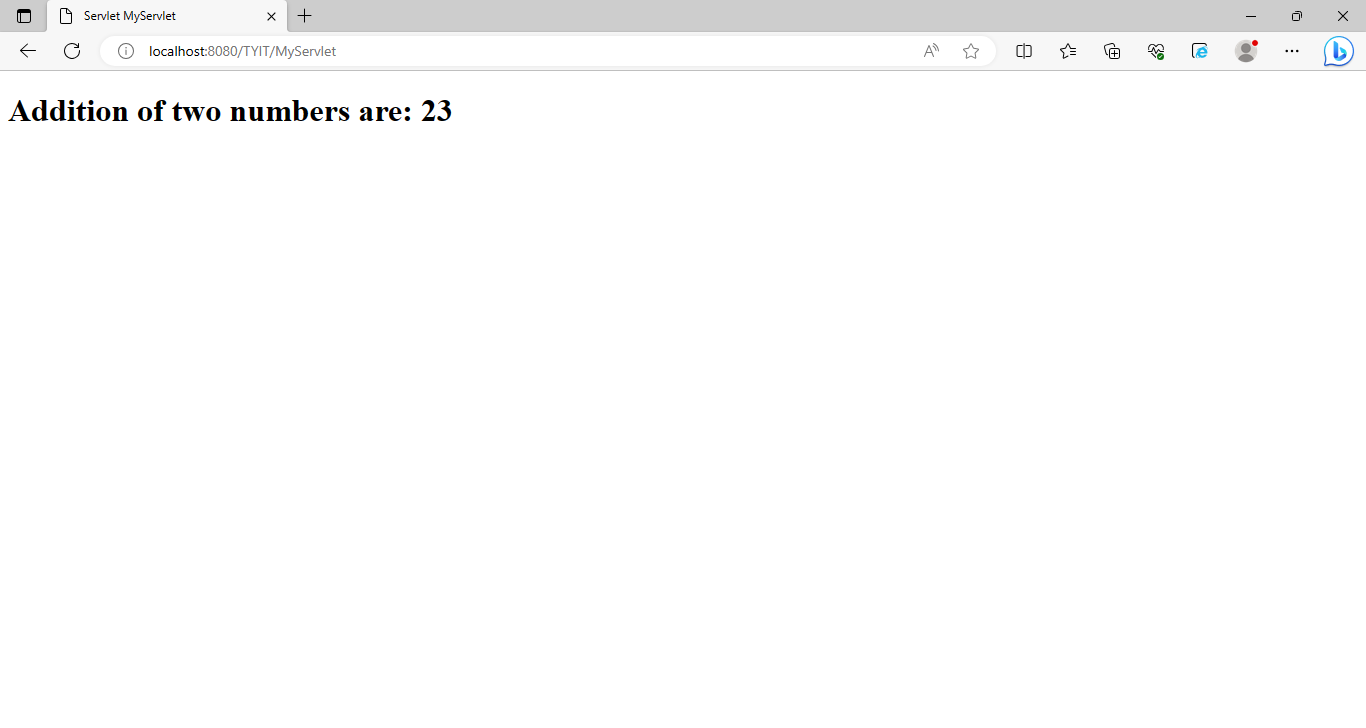 Servlet MyServlet
localhost:8080/TYIT/MyServlet
Addition of two numbers are: 23